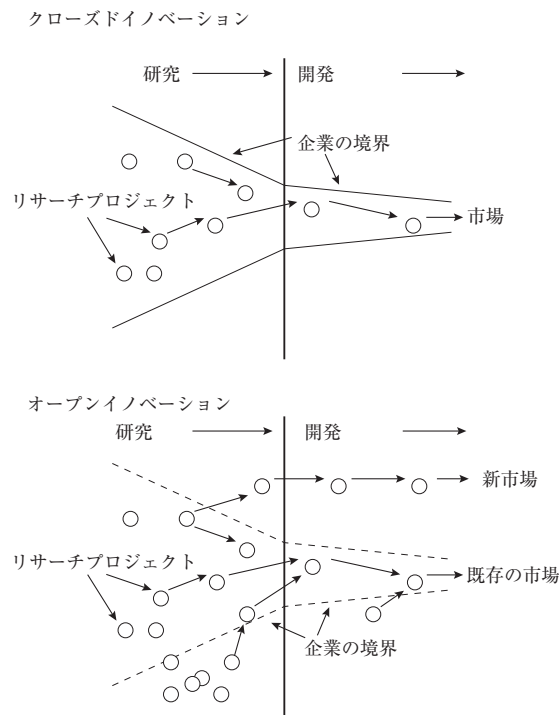 クローズドイノベーション
研究
開発
企業の境界
リサーチプロジェクト
市場
オープンイノベーション
研究
開発
新市場
リサーチプロジェクト
既存の市場
企業の境界